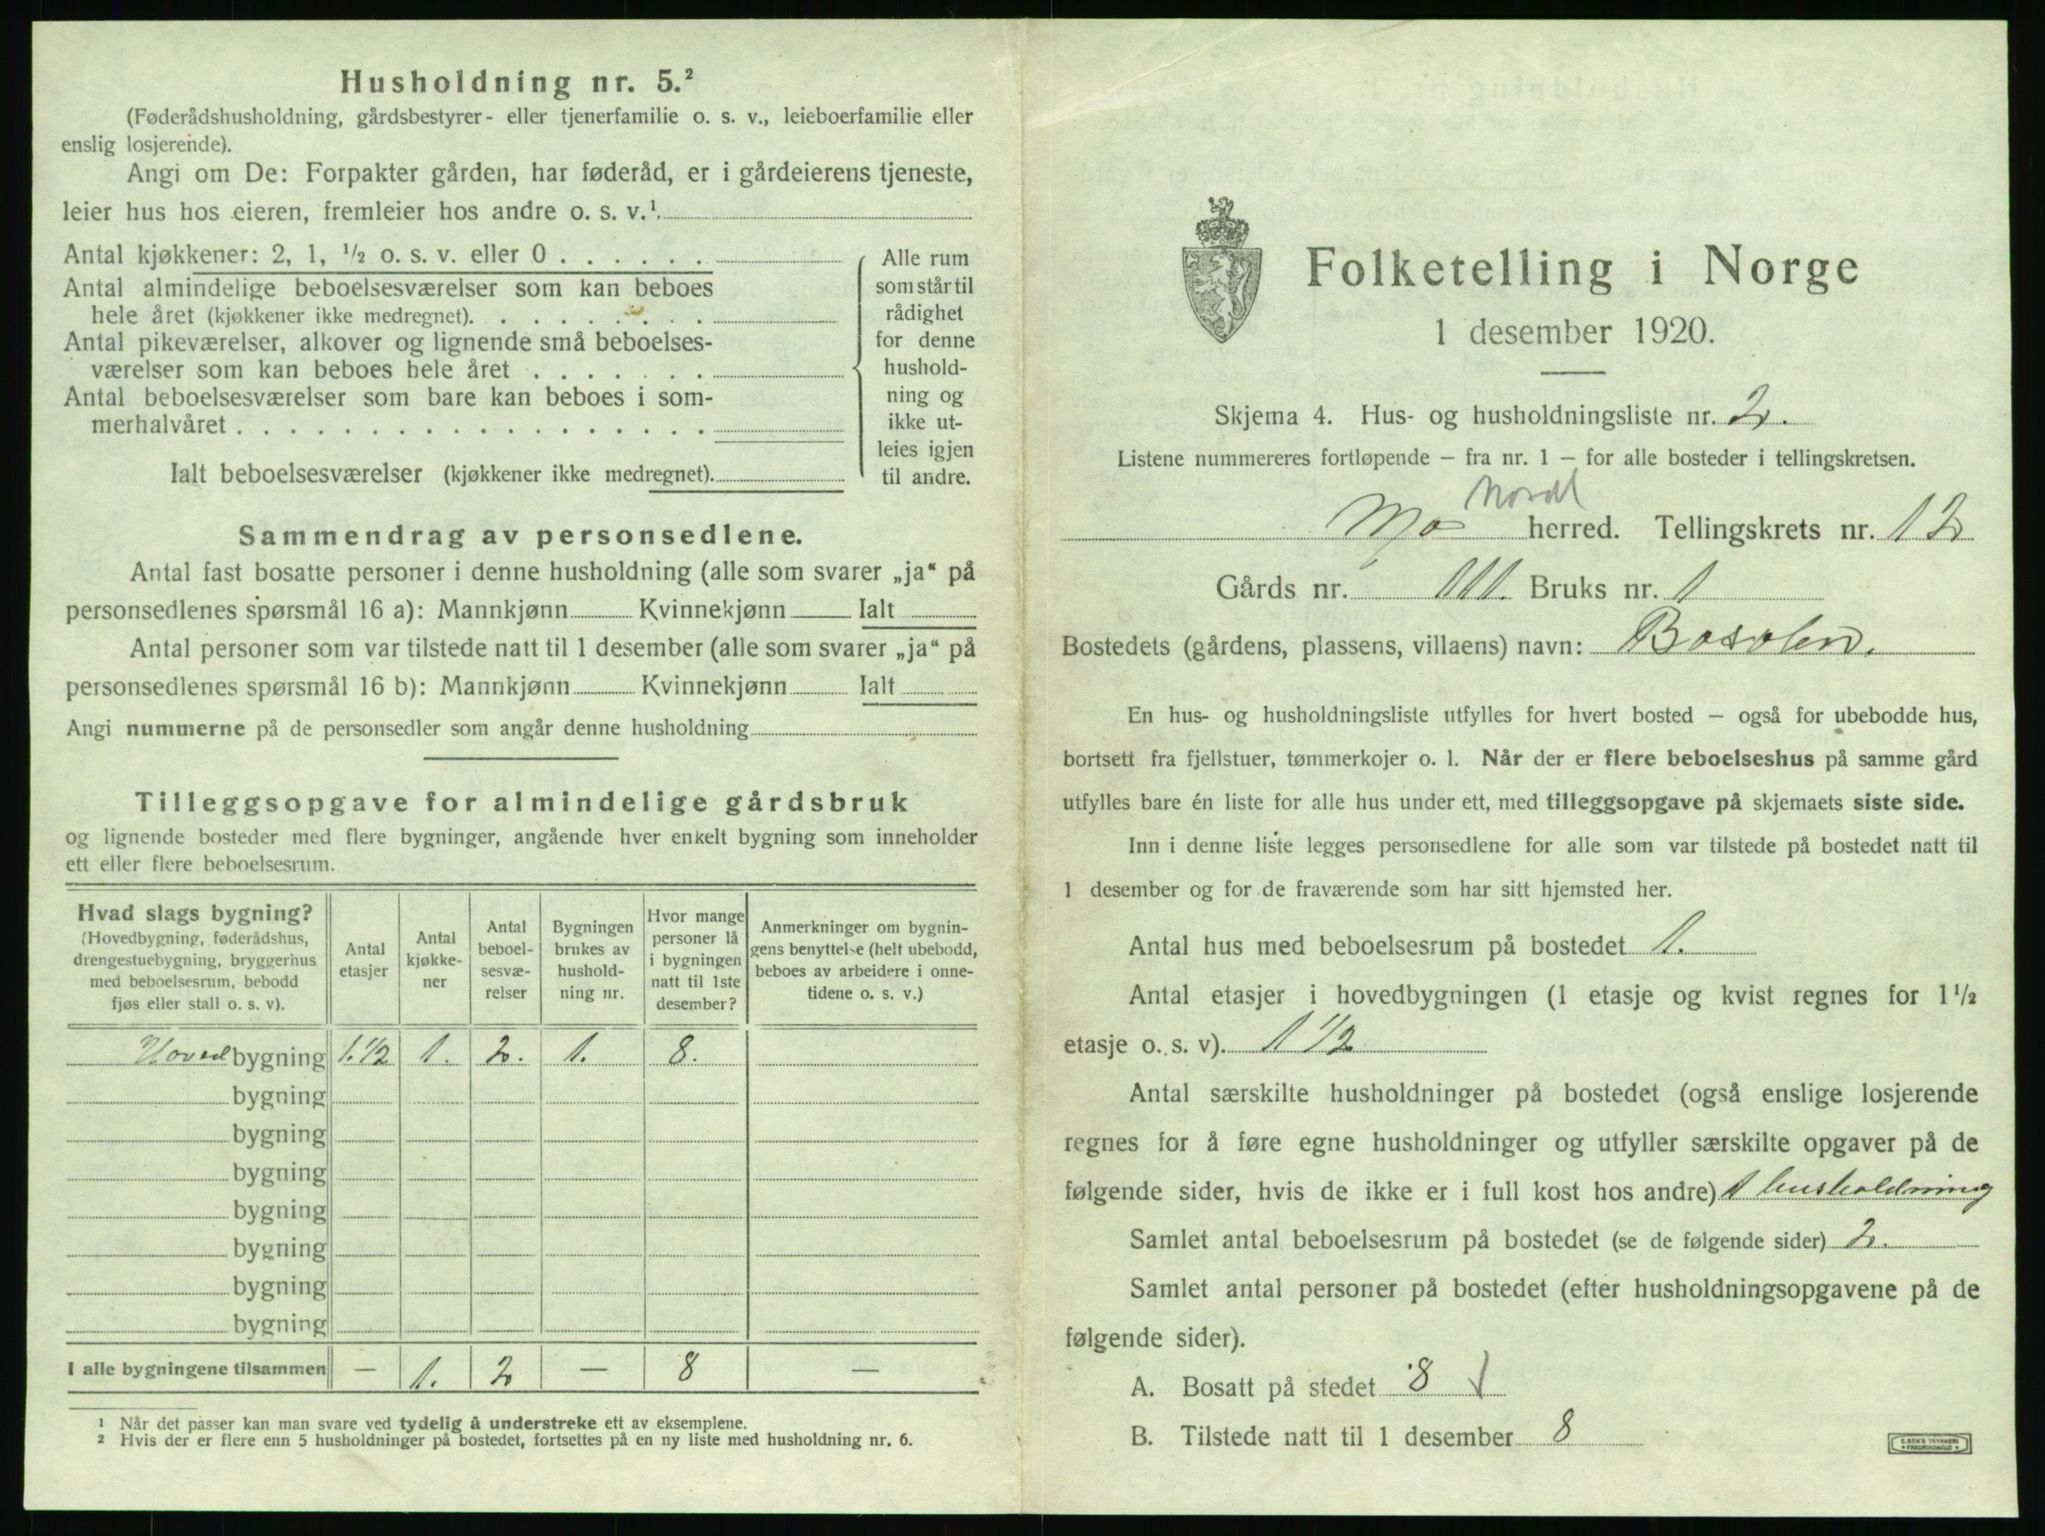 Husholdning nr. 5.²
(Føderådshusholdning, gårdsbestyrer- eller tjenerfamilie o. s. v., leieboerfamilie eller
enslig losjerende).
Angi om De: Forpakter gården, har føderåd, er i gårdeierens tjeneste,
leier hus hos eieren, fremleier hos andre o. s. v.¹
Antal kjøkkener: 2, 1, ½ o. s. v. eller 0 . . . . . .
Antal almindelige beboelsesværelser som kan beboes
hele året (kjøkkener ikke medregnet). . . . . . . . .
Antal pikeværelser, alkover og lignende små beboelses-
værelser som kan beboes hele året . . . . . . .
Antal beboelsesværelser som bare kan beboes i som-
merhalvåret . . . . . . . . . . . . . . . . . .
Ialt beboelsesværelser (kjøkkener ikke medregnet).
Alle rum
som står til
rådighet
for denne
hushold-
ning og
ikke ut-
leies igjen
til andre.
Sammendrag av personsedlene.
Antal fast bosatte personer i denne husholdning (alle som svarer „ja“ på
personsedlenes spørsmål 16 a): Mannkjønn Kvinnekjønn Ialt
Antal personer som var tilstede natt til 1 desember (alle som svarer „ja“ på
personsedlenes spørsmål 16 b): Mannkjønn Kvinnekjønn Ialt
Angi nummerne på de personsedler som angår denne husholdning
Tilleggsopgave for almindelige gårdsbruk
og lignende bosteder med flere bygninger, angående hver enkelt bygning som inneholder
ett eller flere beboelsesrum.
Hvad slags bygning?
(Hovedbygning, føderådshus,
drengestuebygning, bryggerhus
med beboelsesrum, bebodd
fjøs eller stall o. s. v).
Antal
etasjer
Antal
kjøkke-
ner
Antal
beboel-
sesvæ-
relser
Bygningen
brukes av
hushold-
ning nr.
Hvor mange
personer lå
i bygningen
natt til 1ste
desember?
Anmerkninger om bygnin-
gens benyttelse (helt ubebodd,
beboes av arbeidere i onne-
tidene o. s. v.)
Hovedbygning 1.½ 1. 2. 1. 8.
bygning
bygning
bygning
bygning
bygning
bygning
bygning
I alle bygningene tilsammen — 1. 2 — 8 —
¹ Når det passer kan man svare ved tydelig å understreke ett av eksemplene.
² Hvis der er flere enn 5 husholdninger på bostedet, fortsettes på en ny liste med husholdning nr. 6.
Folketelling i Norge
1 desember 1920.
Skjema 4. Hus- og husholdningsliste nr. 2.
Listene nummereres fortløpende – fra nr. 1 – for alle bosteder i tellingskretsen.
Nordl
Mo herred. Tellingskrets nr. 12
Gårds nr. 111. Bruks nr. 1
Bostedets (gårdens, plassens, villaens) navn: Bosolen.
En hus- og husholdningsliste utfylles for hvert bosted – også for ubebodde hus,
bortsett fra fjellstuer, tømmerkojer o. l. Når der er flere beboelseshus på samme gård
utfylles bare én liste for alle hus under ett, med tilleggsopgave på skjemaets siste side.
Inn i denne liste legges personsedlene for alle som var tilstede på bostedet natt til
1 desember og for de fraværende som har sitt hjemsted her.
Antal hus med beboelsesrum på bostedet 1.
Antal etasjer i hovedbygningen (1 etasje og kvist regnes for 1½
etasje o. s. v). 1 ½
Antal særskilte husholdninger på bostedet (også enslige losjerende
regnes for å føre egne husholdninger og utfyller særskilte opgaver på de
følgende sider, hvis de ikke er i full kost hos andre) 1 husholdning
Samlet antal beboelsesrum på bostedet (se de følgende sider) 2.
Samlet antal personer på bostedet (efter husholdningsopgavene på de
følgende sider).
A. Bosatt på stedet 8
B. Tilstede natt til 1 desember 8
E. SEM'S TRYKKERI
FREDRIKSHALD